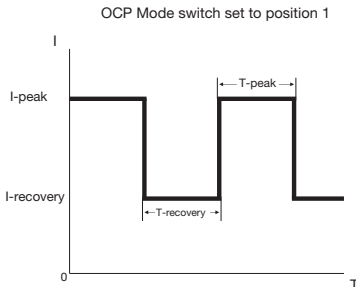 OCP Mode switch set to position 1
I
T-peak
I-peak
I-recovery
T-recovery
0
T